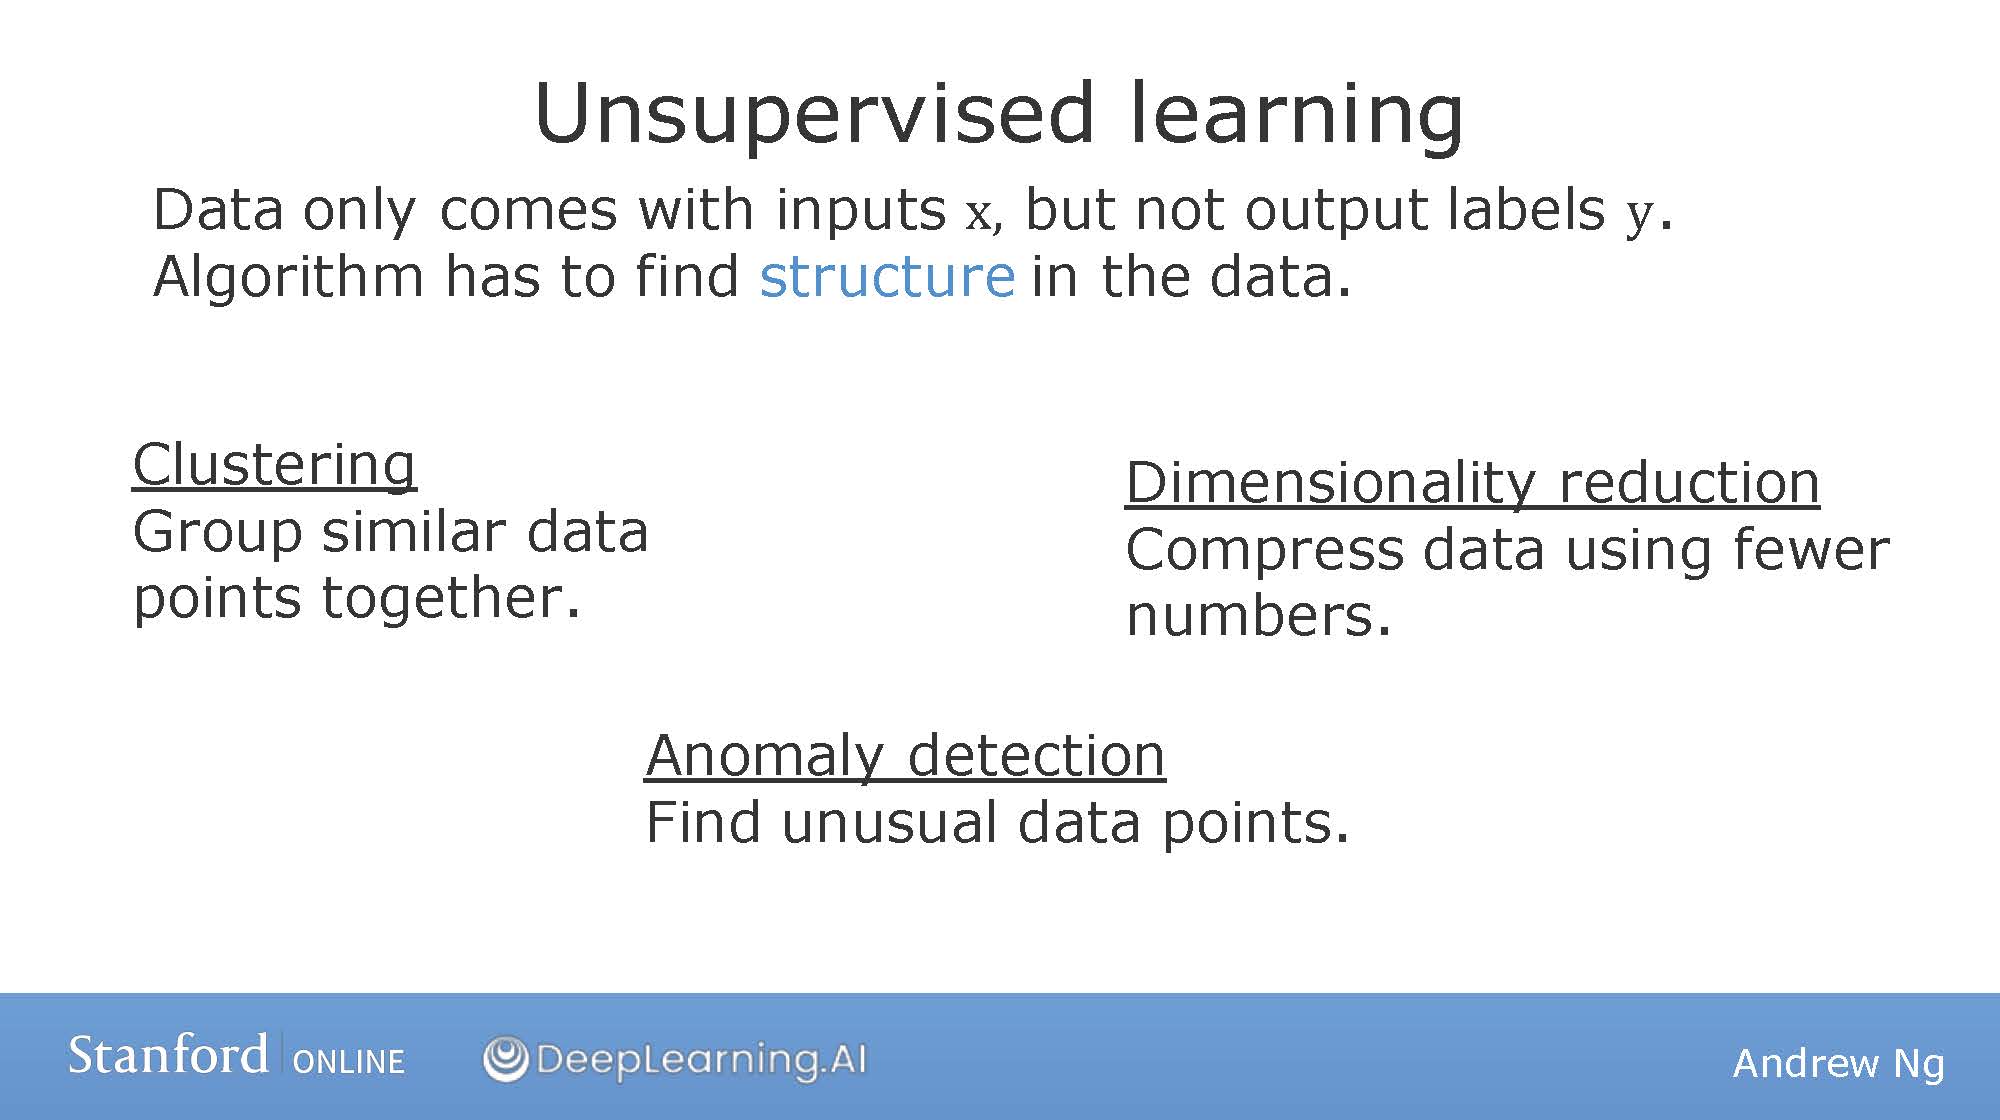 Unsupervised learning
Data only comes with inputs x, but not output labels y.
Algorithm has to find structure in the data.
Clustering
Group similar data
points together.
Dimensionality reduction
Compress data using fewer
numbers.
Anomaly detection
Find unusual data points.
Stanford ONLINE
DeepLearning.AI
Andrew Ng